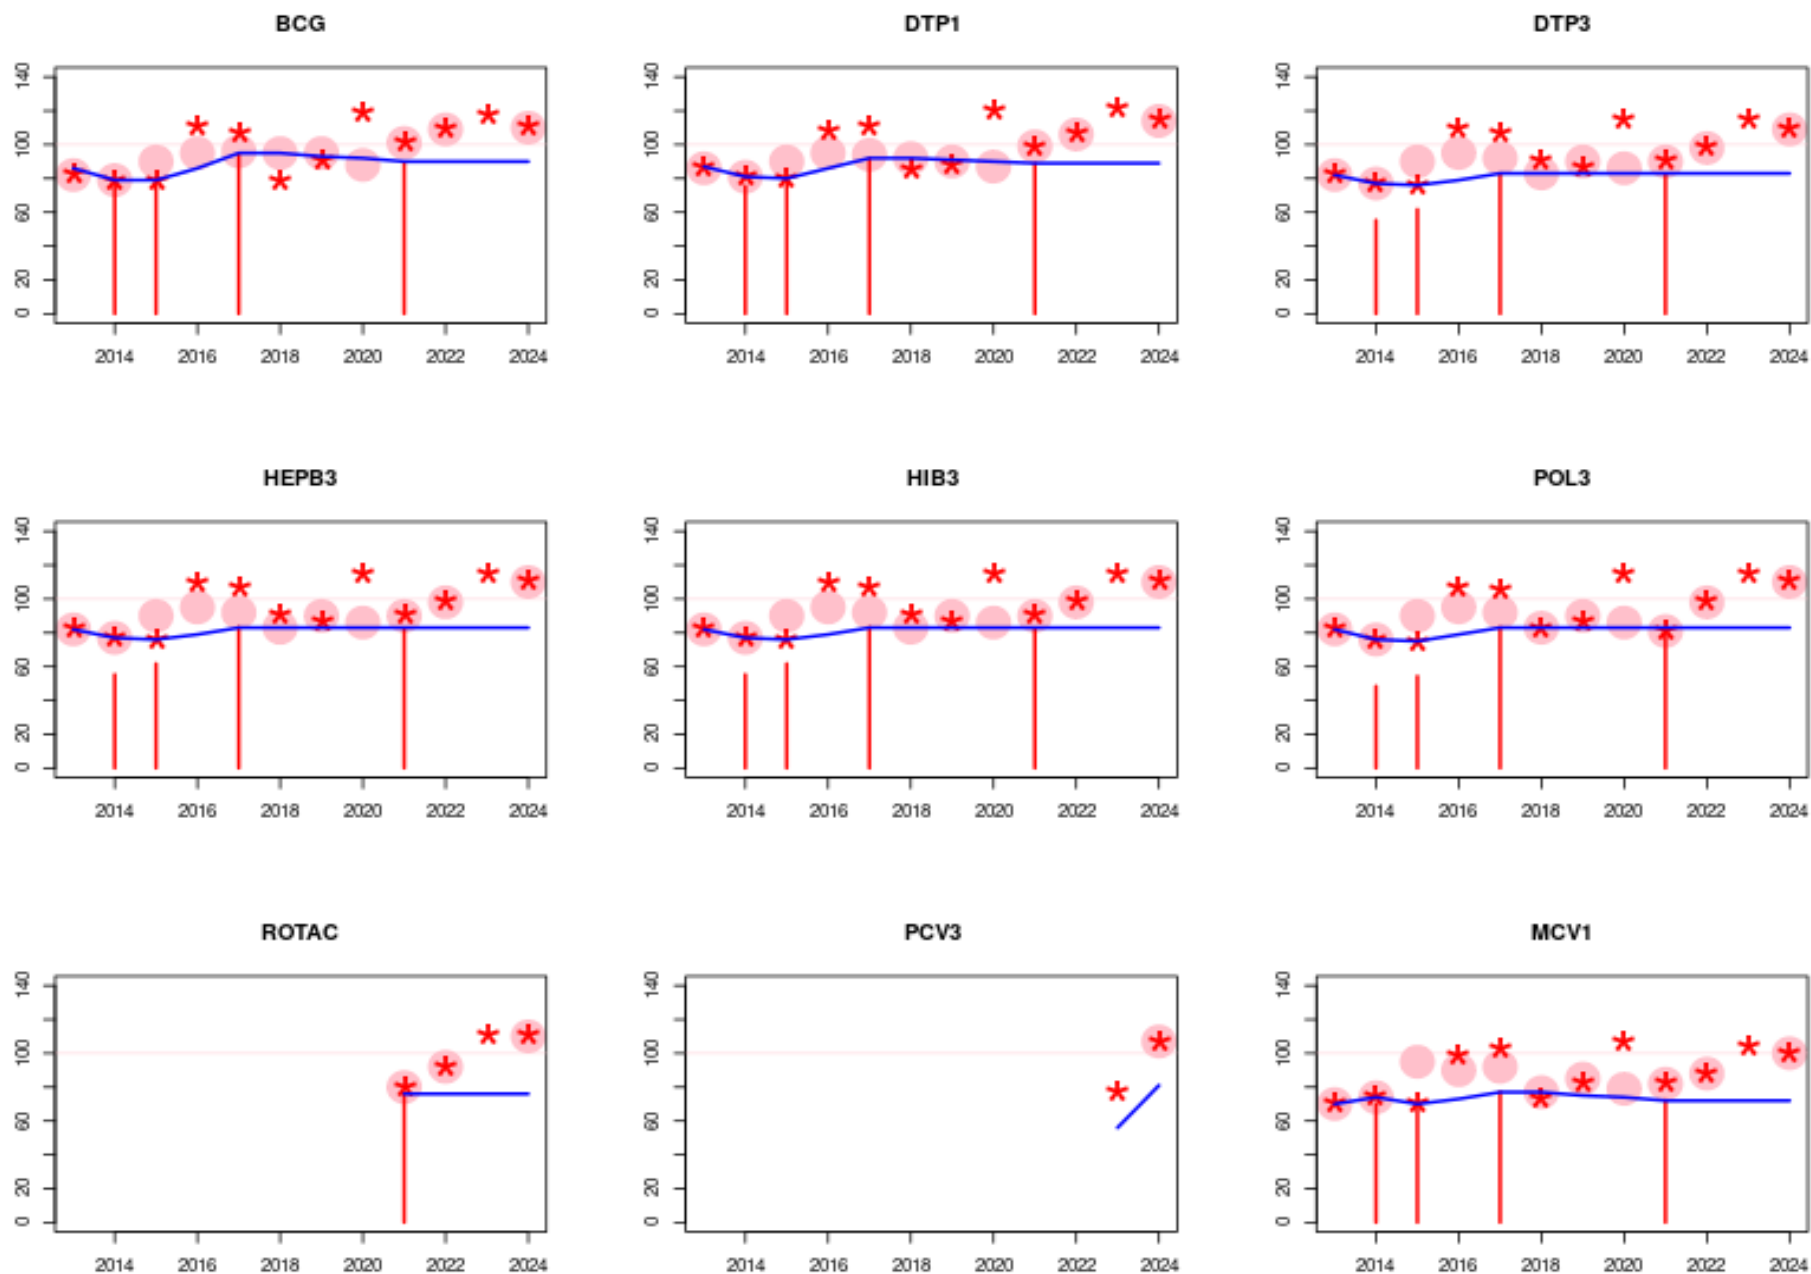 BCG DTP1 DTP3
0 20 60 100 140 0 20 60 100 140 0 20 60 100 140
2014 2016 2018 2020 2022 2024 2014 2016 2018 2020 2022 2024 2014 2016 2018 2020 2022 2024
HEPB3 HIB3 POL3
0 20 60 100 140 0 20 60 100 140 0 20 60 100 140
2014 2016 2018 2020 2022 2024 2014 2016 2018 2020 2022 2024 2014 2016 2018 2020 2022 2024
ROTAC PCV3 MCV1
0 20 60 100 140 0 20 60 100 140 0 20 60 100 140
2014 2016 2018 2020 2022 2024 2014 2016 2018 2020 2022 2024 2014 2016 2018 2020 2022 2024